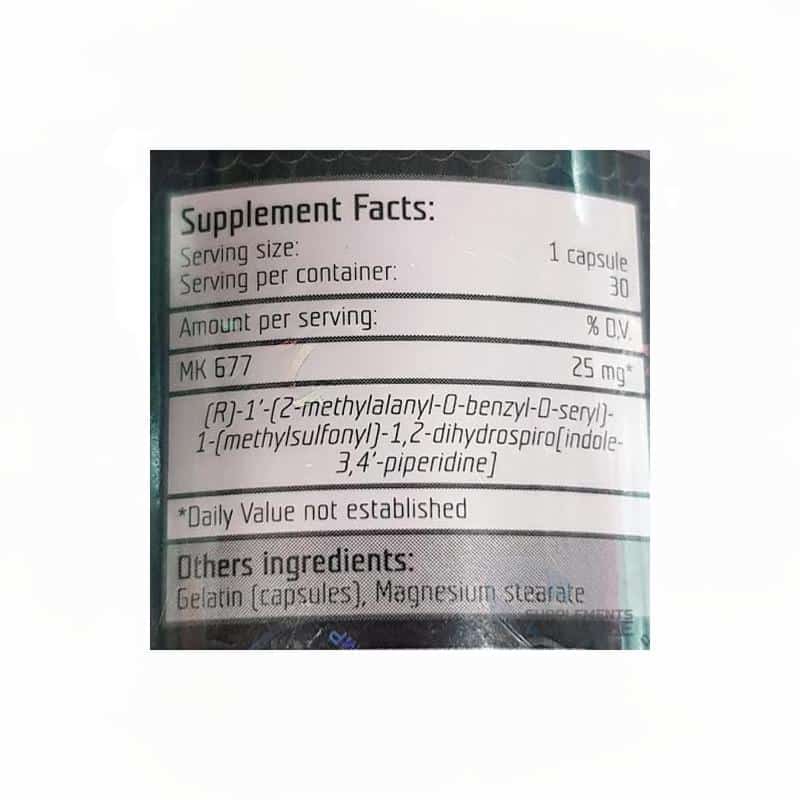 Supplement Facts:
Serving size: 1 capsule
Serving per container: 30
Amount per serving: % D.V.
MK 677 25 mg*
(R)-1'-(2-methylalanyl-O-benzyl-D-seryl)-
1-(methylsulfonyl)-1,2-dihydrospiro[indole-
3,4'-piperidine]
*Daily Value not established
Others ingredients:
Gelatin (capsules), Magnesium stearate
SUPPLEMENTS